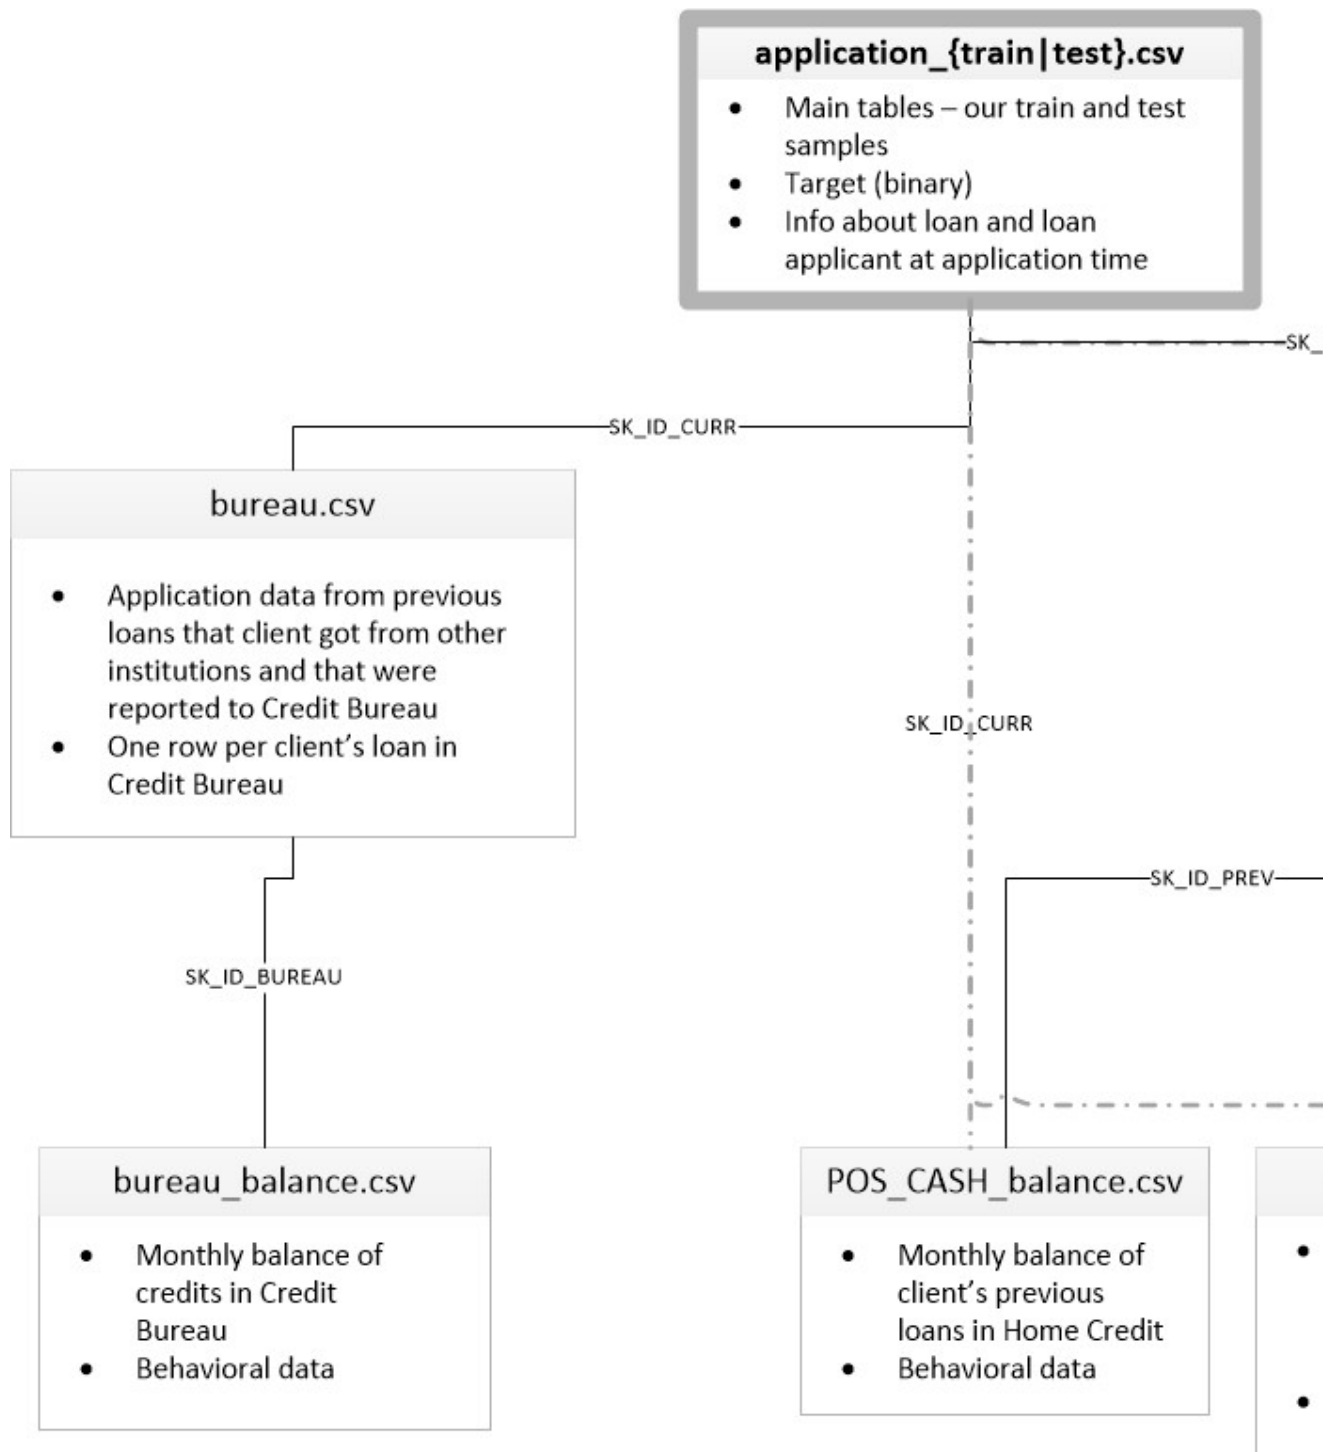 application_{train|test}.csv
• Main tables – our train and test
samples
• Target (binary)
• Info about loan and loan
applicant at application time
SK_
SK_ID_CURR
bureau.csv
• Application data from previous
loans that client got from other
institutions and that were
reported to Credit Bureau
• One row per client’s loan in
Credit Bureau
SK_ID_CURR
SK_ID_PREV
SK_ID_BUREAU
bureau_balance.csv
• Monthly balance of
credits in Credit
Bureau
• Behavioral data
POS_CASH_balance.csv
• Monthly balance of
client’s previous
loans in Home Credit
• Behavioral data